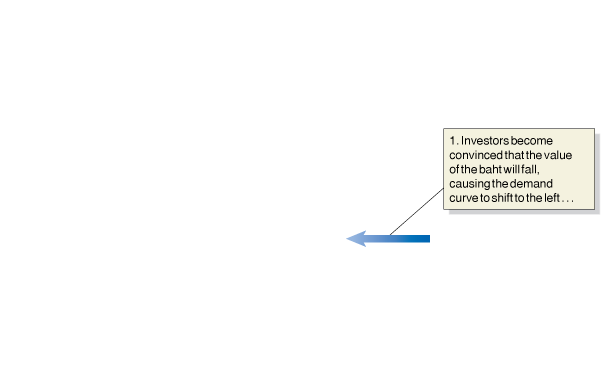 1. Investors become
convinced that the value
of the baht will fall,
causing the demand
curve to shift to the left . . .